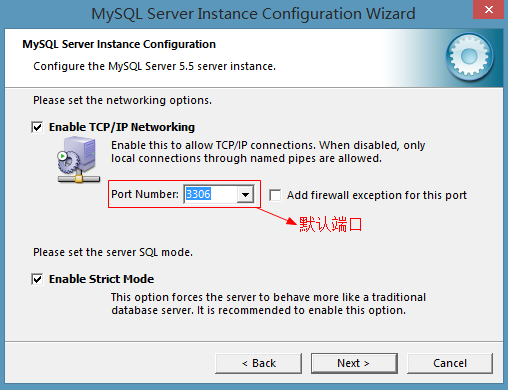 MySQL Server Instance Configuration Wizard
MySQL Server Instance Configuration
Configure the MySQL Server 5.5 server instance.
Please set the networking options.
Enable TCP/IP Networking
Enable this to allow TCP/IP connections. When disabled, only
local connections through named pipes are allowed.
Port Number: 3306 Add firewall exception for this port
默认端口
Please set the server SQL mode.
Enable Strict Mode
This option forces the server to behave more like a traditional
database server. It is recommended to enable this option.
< Back Next > Cancel